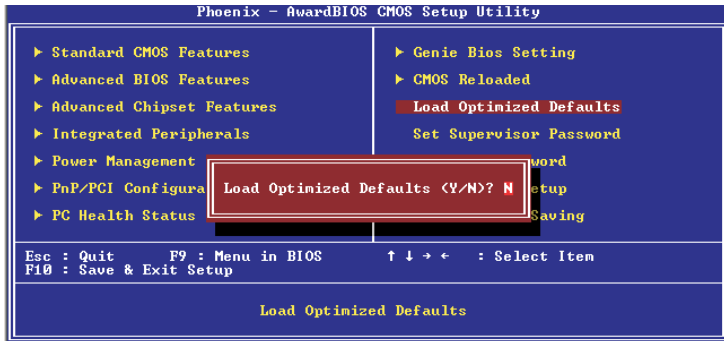 Phoenix - AwardBIOS CMOS Setup Utility
▶ Standard CMOS Features
▶ Advanced BIOS Features
▶ Advanced Chipset Features
▶ Integrated Peripherals
▶ Power Management
▶ PnP/PCI Configura
▶ PC Health Status
▶ Genie Bios Setting
▶ CMOS Reloaded
Load Optimized Defaults
Set Supervisor Password
word
etup
Saving
Load Optimized Defaults (Y/N)? N
Esc : Quit F9 : Menu in BIOS ↑ ↓ → ← : Select Item
F10 : Save & Exit Setup
Load Optimized Defaults